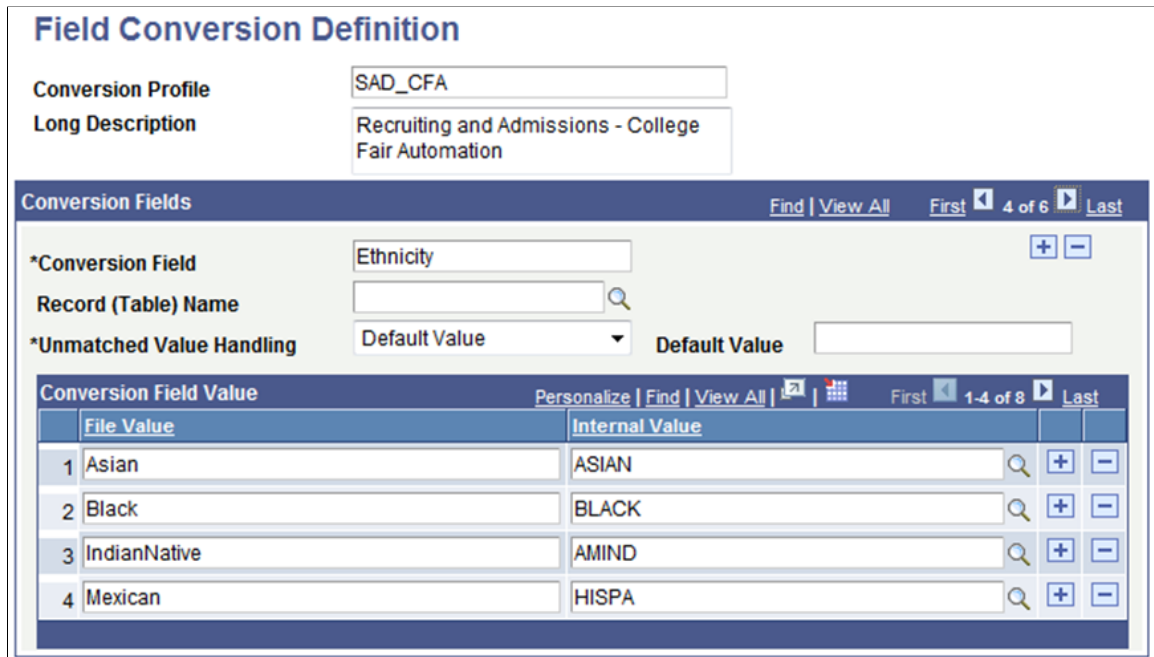 Field Conversion Definition
Conversion Profile SAD_CFA
Long Description Recruiting and Admissions - College
Fair Automation
Conversion Fields Find | View All First 4 of 6 Last
*Conversion Field Ethnicity
Record (Table) Name
*Unmatched Value Handling Default Value Default Value
Conversion Field Value Personalize | Find | View All | | First 1-4 of 8 Last
File Value Internal Value
1 Asian ASIAN
2 Black BLACK
3 IndianNative AMIND
4 Mexican HISPA